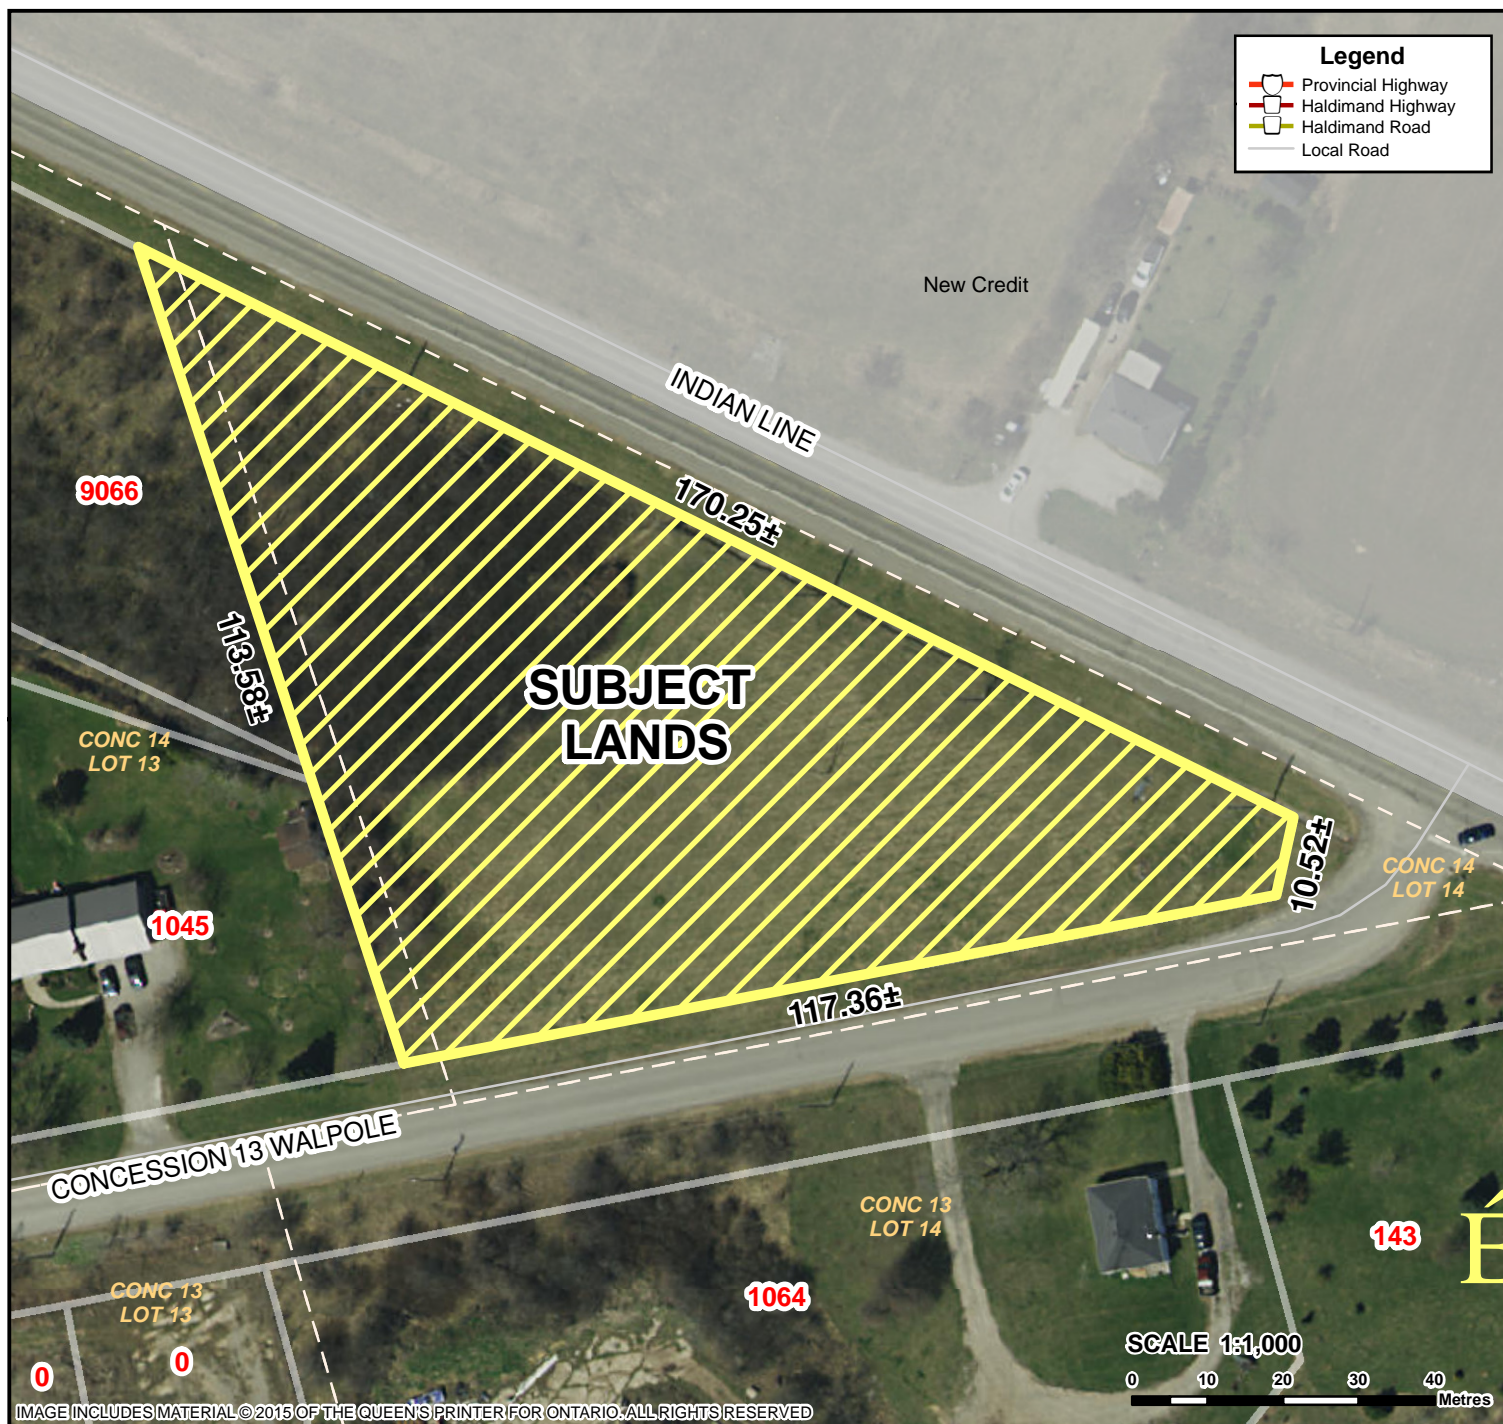 Legend
Provincial Highway
Haldimand Highway
Haldimand Road
Local Road
New Credit
INDIAN LINE
170.25±
9066
113.58±
SUBJECT
LANDS
CONC 14
LOT 13
10.52±
CONC 14
LOT 14
1045
117.36±
CONCESSION 13 WALPOLE
CONC 13
LOT 14
143
É
CONC 13
LOT 13
1064
0
0
SCALE 1:1,000
0 10 20 30 40
Metres
IMAGE INCLUDES MATERIAL © 2015 OF THE QUEEN'S PRINTER FOR ONTARIO. ALL RIGHTS RESERVED